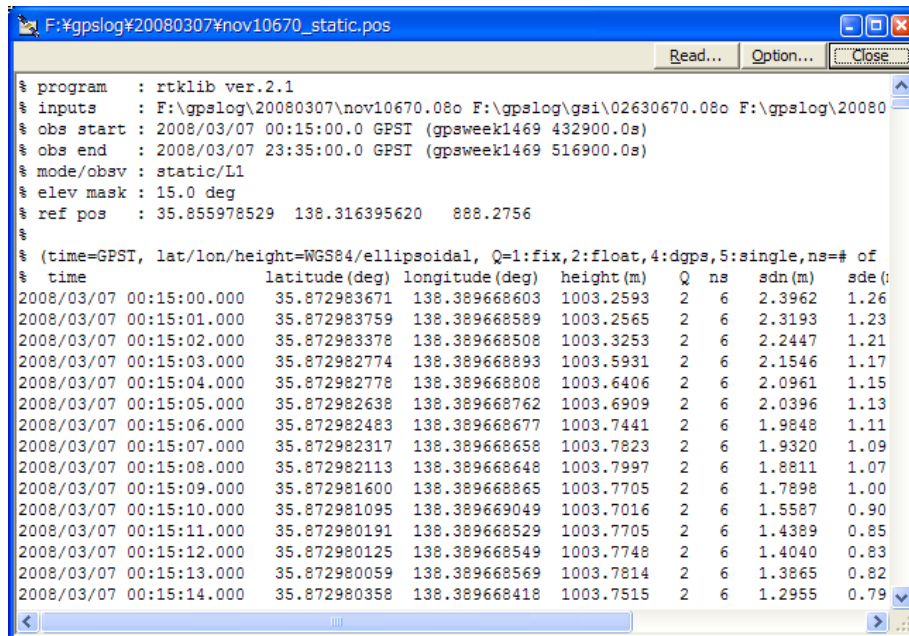 F:¥gpslog¥20080307¥nov10670_static.pos
Read... Option... Close
% program : rtklib ver.2.1
% inputs : F:\gpslog\20080307\nov10670.08o F:\gpslog\gsi\02630670.08o F:\gpslog\20080
% obs start : 2008/03/07 00:15:00.0 GPST (gpsweek1469 432900.0s)
% obs end : 2008/03/07 23:35:00.0 GPST (gpsweek1469 516900.0s)
% mode/obsv : static/L1
% elev mask : 15.0 deg
% ref pos : 35.855978529 138.316395620 888.2756
%
% (time=GPST, lat/lon/height=WGS84/ellipsoidal, Q=1:fix,2:float,4:dgps,5:single,ns=# of
% time latitude(deg) longitude(deg) height(m) Q ns sdn(m) sde(
2008/03/07 00:15:00.000 35.872983671 138.389668603 1003.2593 2 6 2.3962 1.26
2008/03/07 00:15:01.000 35.872983759 138.389668589 1003.2565 2 6 2.3193 1.23
2008/03/07 00:15:02.000 35.872983378 138.389668508 1003.3253 2 6 2.2447 1.21
2008/03/07 00:15:03.000 35.872982774 138.389668893 1003.5931 2 6 2.1546 1.17
2008/03/07 00:15:04.000 35.872982778 138.389668808 1003.6406 2 6 2.0961 1.15
2008/03/07 00:15:05.000 35.872982638 138.389668762 1003.6909 2 6 2.0396 1.13
2008/03/07 00:15:06.000 35.872982483 138.389668677 1003.7441 2 6 1.9848 1.11
2008/03/07 00:15:07.000 35.872982317 138.389668658 1003.7823 2 6 1.9320 1.09
2008/03/07 00:15:08.000 35.872982113 138.389668648 1003.7997 2 6 1.8811 1.07
2008/03/07 00:15:09.000 35.872981600 138.389668865 1003.7705 2 6 1.7898 1.00
2008/03/07 00:15:10.000 35.872981095 138.389669049 1003.7016 2 6 1.5587 0.90
2008/03/07 00:15:11.000 35.872980191 138.389668529 1003.7705 2 6 1.4389 0.85
2008/03/07 00:15:12.000 35.872980125 138.389668549 1003.7748 2 6 1.4040 0.83
2008/03/07 00:15:13.000 35.872980059 138.389668569 1003.7814 2 6 1.3865 0.82
2008/03/07 00:15:14.000 35.872980358 138.389668418 1003.7515 2 6 1.2955 0.79